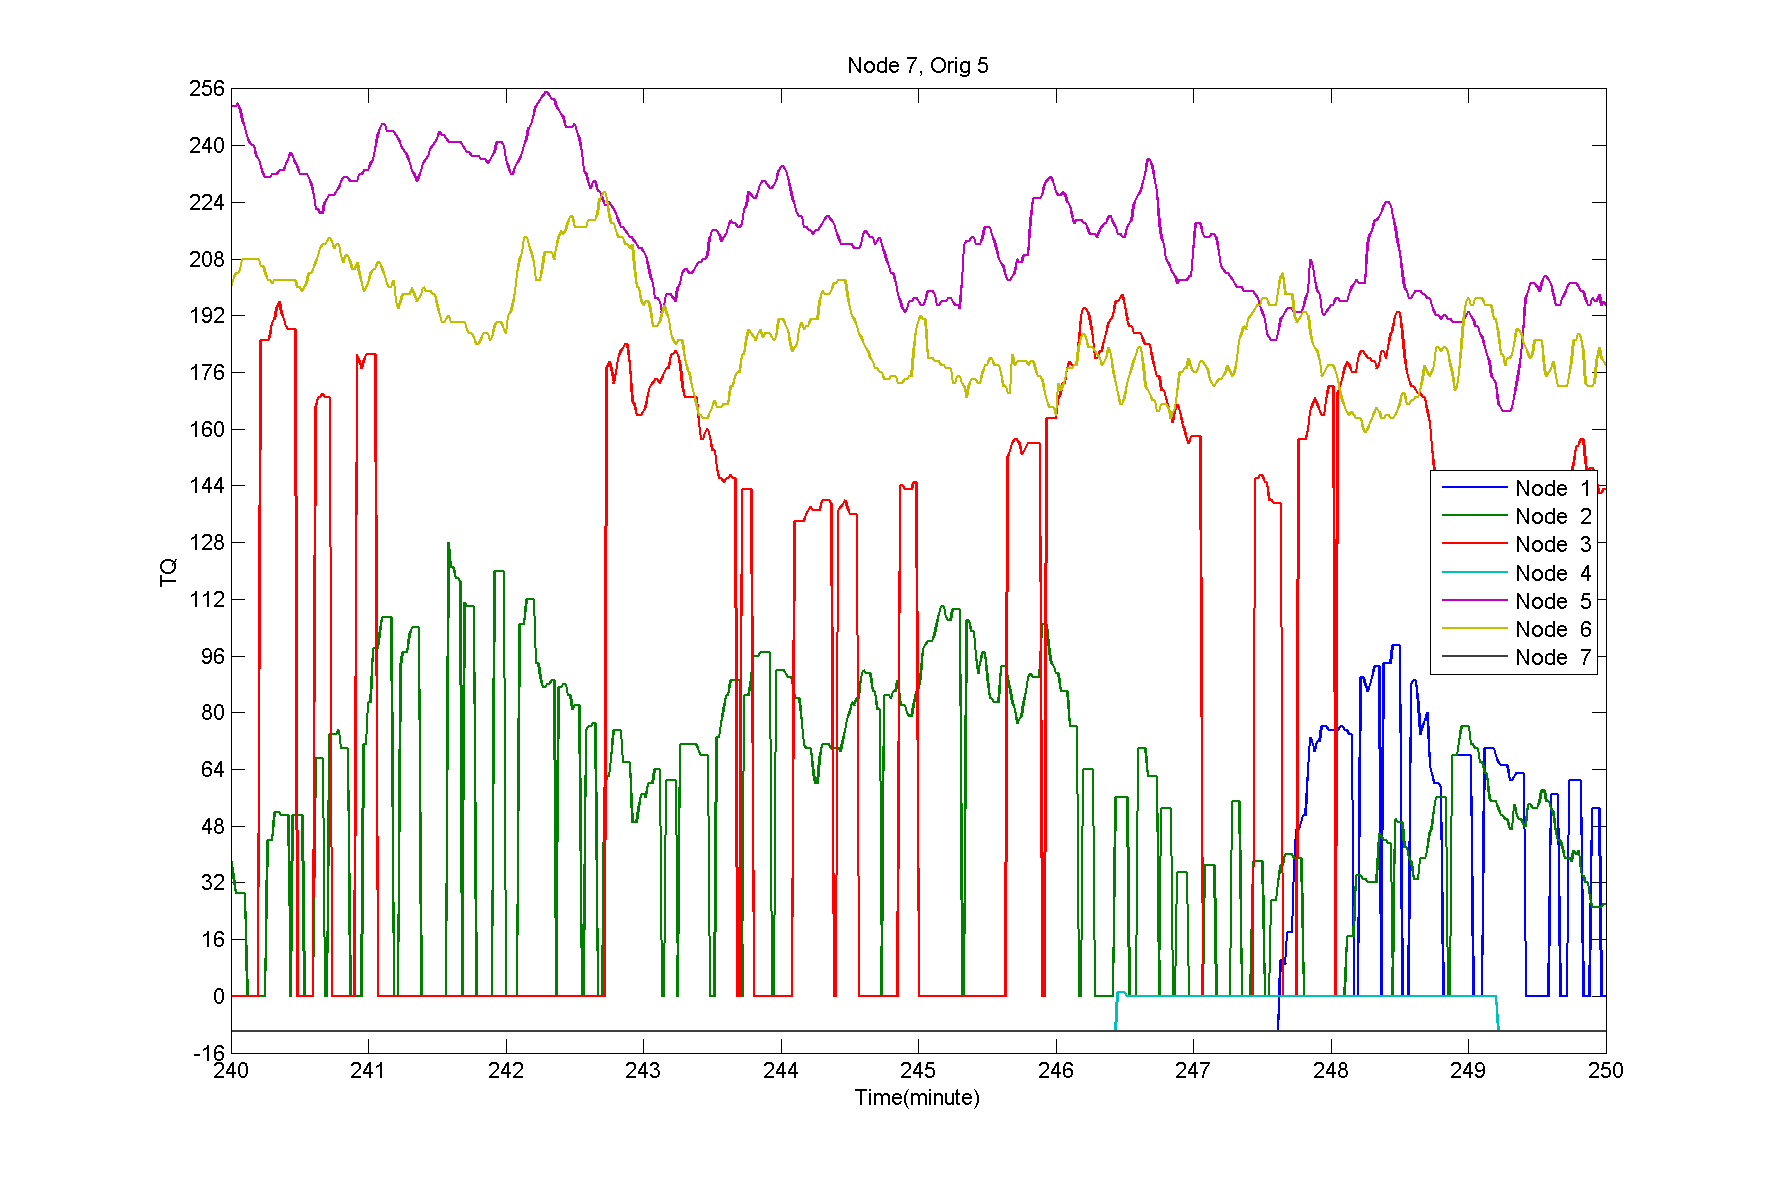 Node 7, Orig 5
256
240
224
208
192
176
160
144
128
112
96
80
64
48
32
16
0
-16
TQ
240 241 242 243 244 245 246 247 248 249 250
Time(minute)
Node 1
Node 2
Node 3
Node 4
Node 5
Node 6
Node 7